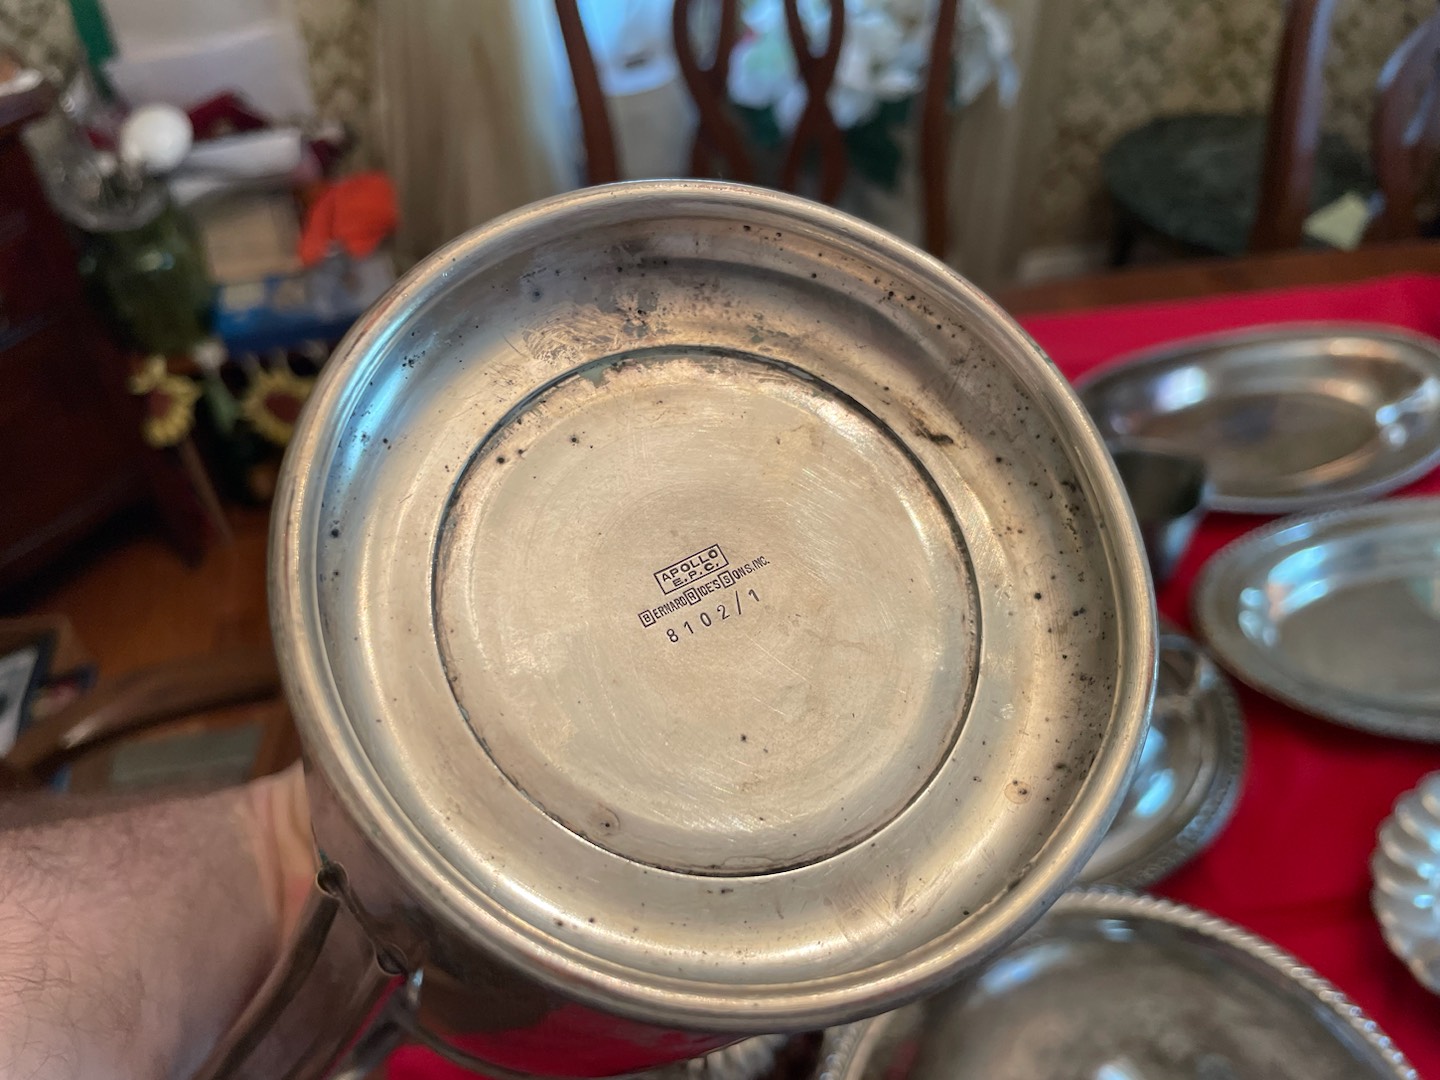 APOLLO
E.P.C.
BERNARD RICE'S SONS, INC.
8102/1